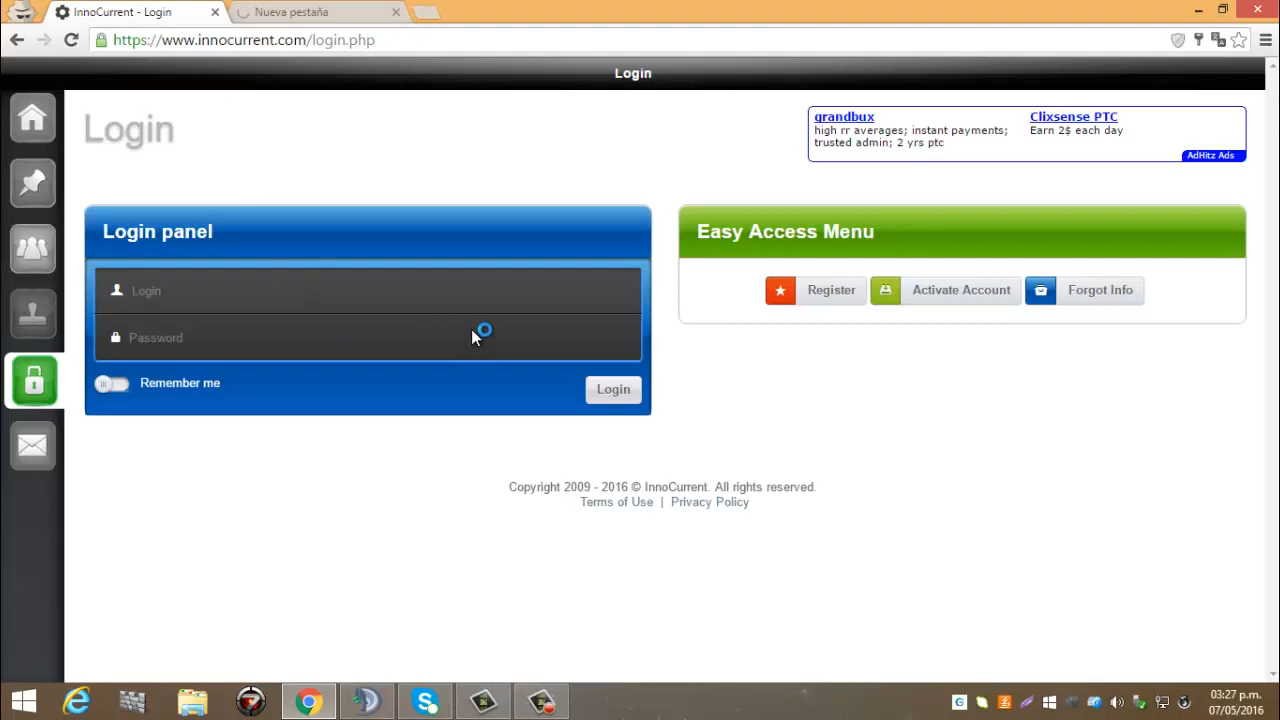 InnoCurrent - Login
Nueva pestaña
https://www.innocurrent.com/login.php
Login
Login
grandbux
high rr averages; instant payments;
trusted admin; 2 yrs ptc
Clixsense PTC
Earn 2$ each day
AdHitz Ads
Login panel
Login
Password
Remember me
Login
Easy Access Menu
Register
Activate Account
Forgot Info
Copyright 2009 - 2016 © InnoCurrent. All rights reserved.
Terms of Use | Privacy Policy
03:27 p.m.
07/05/2016